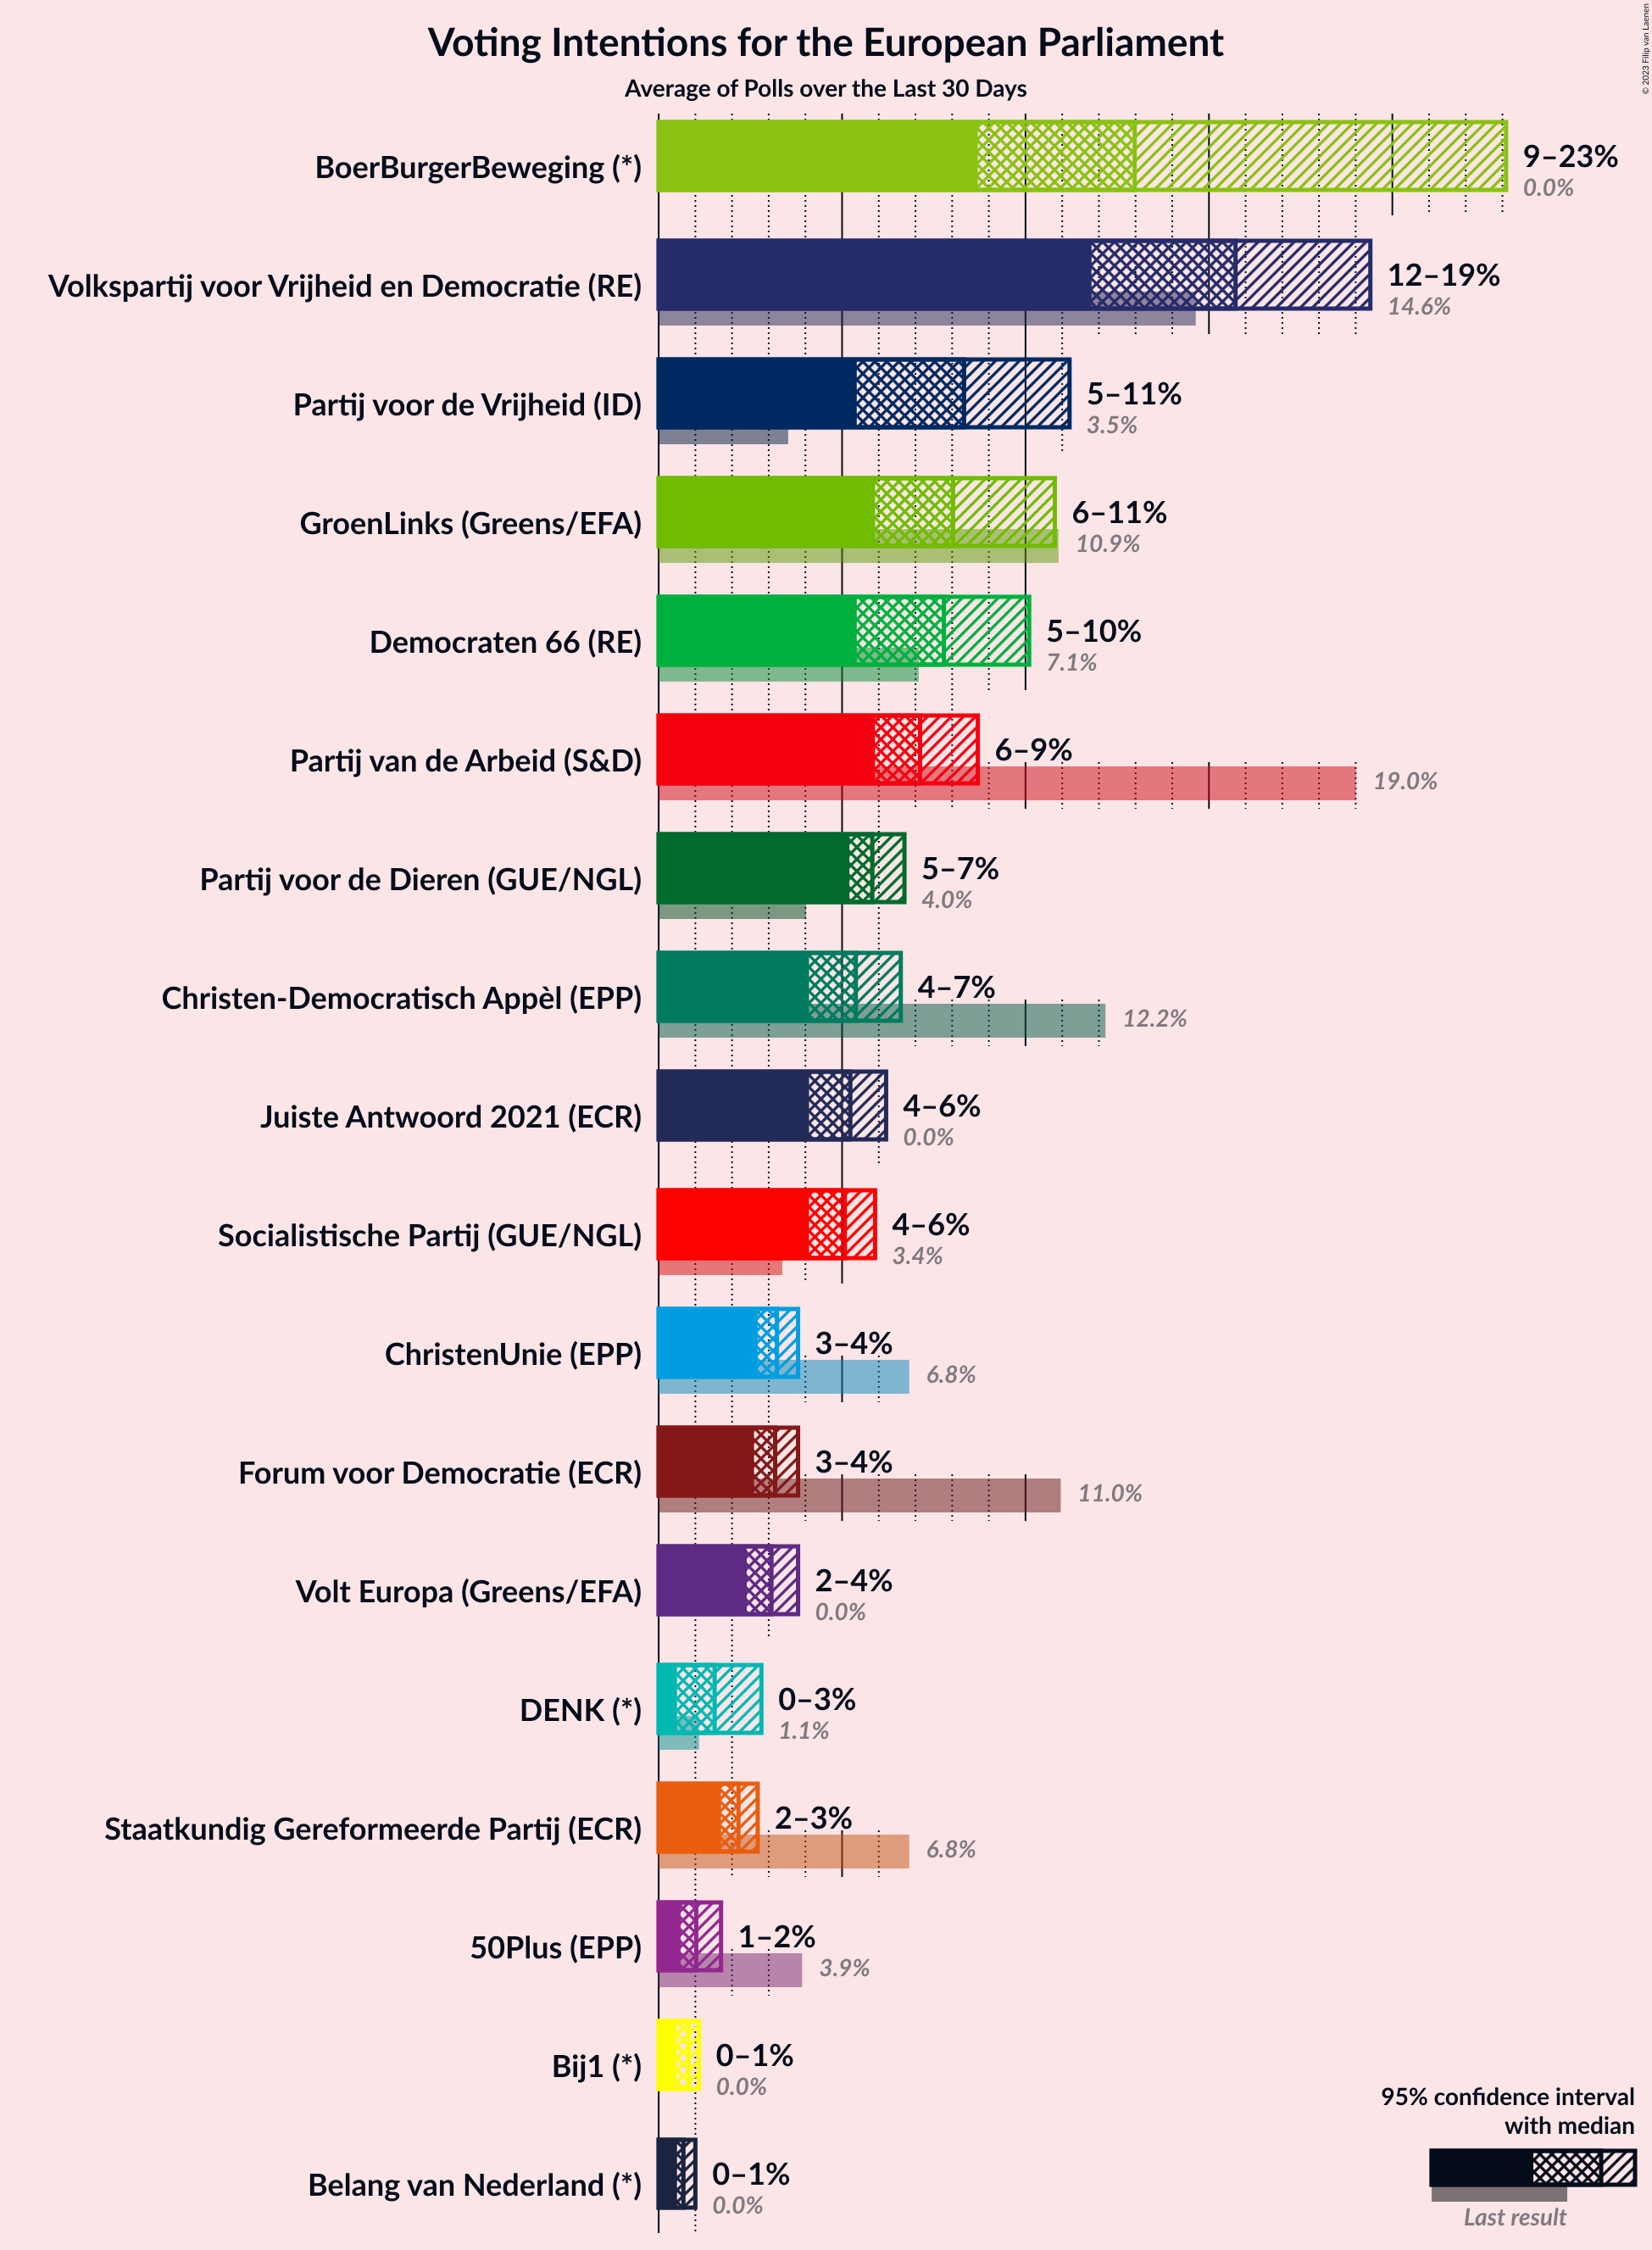 Voting Intentions for the European Parliament
Average of Polls over the Last 30 Days
© 2023 Filip van Laenen
BoerBurgerBeweging (*)
9–23%
0.0%
Volkspartij voor Vrijheid en Democratie (RE)
12–19%
14.6%
Partij voor de Vrijheid (ID)
5–11%
3.5%
GroenLinks (Greens/EFA)
6–11%
10.9%
Democraten 66 (RE)
5–10%
7.1%
Partij van de Arbeid (S&D)
6–9%
19.0%
Partij voor de Dieren (GUE/NGL)
5–7%
4.0%
Christen-Democratisch Appèl (EPP)
4–7%
12.2%
Juiste Antwoord 2021 (ECR)
4–6%
0.0%
Socialistische Partij (GUE/NGL)
4–6%
3.4%
ChristenUnie (EPP)
3–4%
6.8%
Forum voor Democratie (ECR)
3–4%
11.0%
Volt Europa (Greens/EFA)
2–4%
0.0%
DENK (*)
0–3%
1.1%
Staatkundig Gereformeerde Partij (ECR)
2–3%
6.8%
50Plus (EPP)
1–2%
3.9%
Bij1 (*)
0–1%
0.0%
Belang van Nederland (*)
0–1%
0.0%
95% confidence interval
with median
Last result